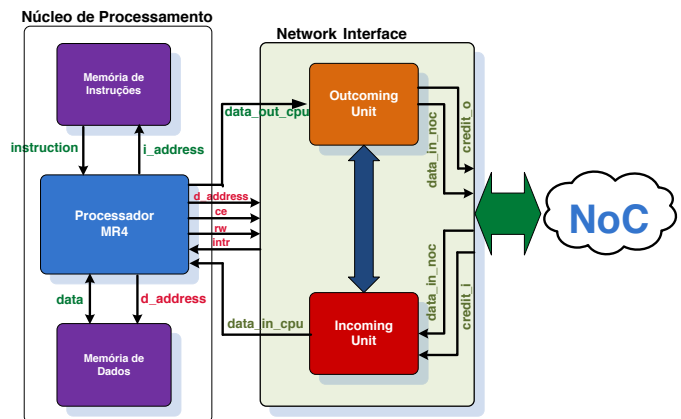 Núcleo de Processamento
Network Interface
Memória de
Instruções
Outcoming
Unit
data_out_cpu
credit_o
data_in_noc
instruction
i_address
Processador
MR4
d_address
ce
rw
intr
NoC
data
d_address
data_in_cpu
data_in_noc
credit_i
Incoming
Unit
Memória de
Dados